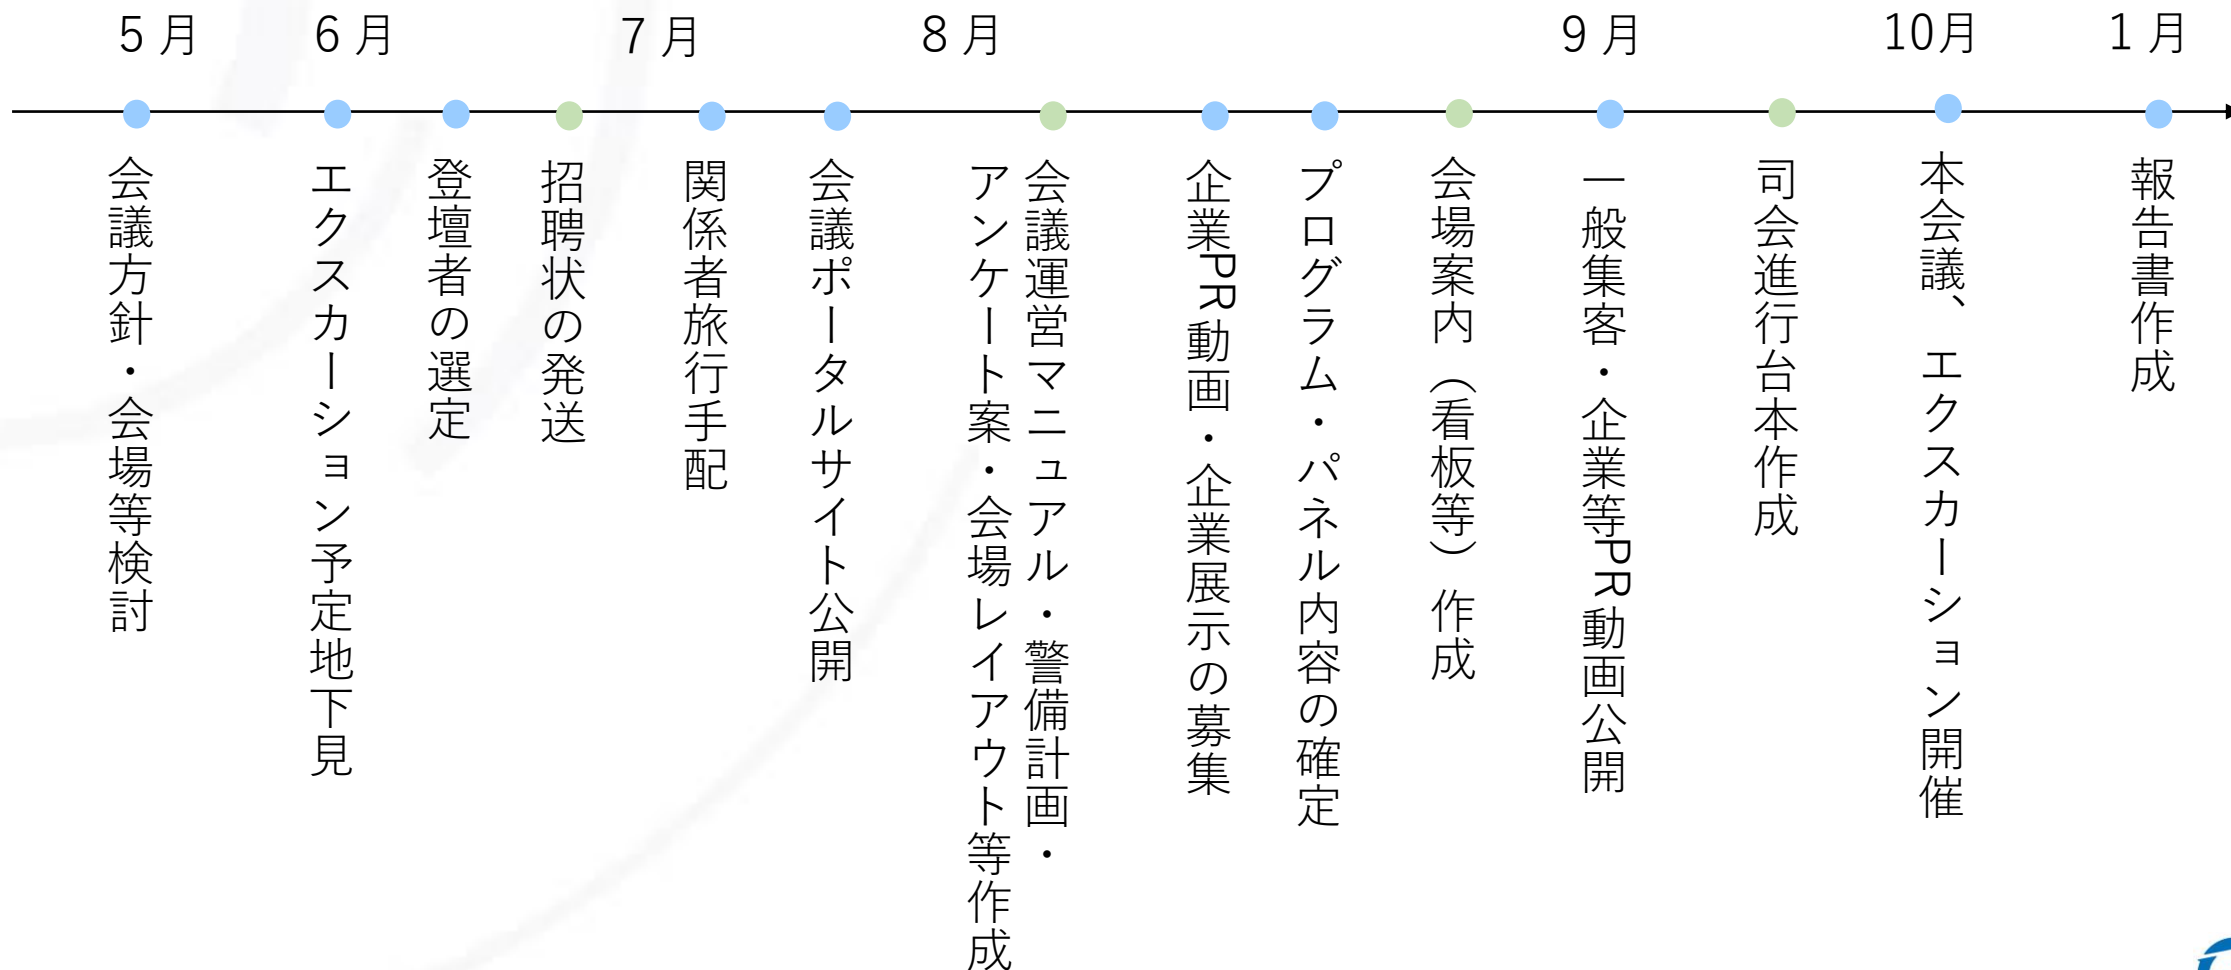 5月
6月
7月
8月
9月
10月
1月
会議方針・会場等検討
エクスカーション予定地下見
登壇者の選定
招聘状の発送
関係者旅行手配
会議ポータルサイト公開
会議運営マニュアル・警備計画・
アンケート案・会場レイアウト等作成
企業PR動画・企業展示の募集
プログラム・パネル内容の確定
会場案内（看板等）作成
一般集客・企業等PR動画公開
司会進行台本作成
本会議、エクスカーション開催
報告書作成